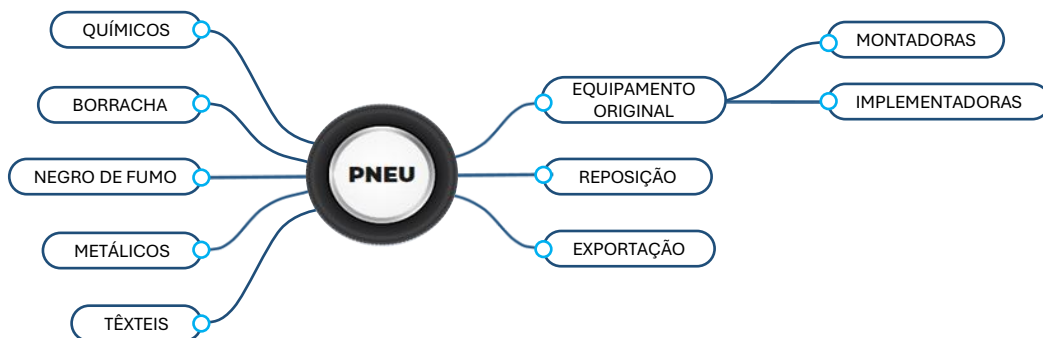 QUÍMICOS
BORRACHA
NEGRO DE FUMO
METÁLICOS
TÊXTEIS
PNEU
EQUIPAMENTO
ORIGINAL
REPOSIÇÃO
EXPORTAÇÃO
MONTADORAS
IMPLEMENTADORAS